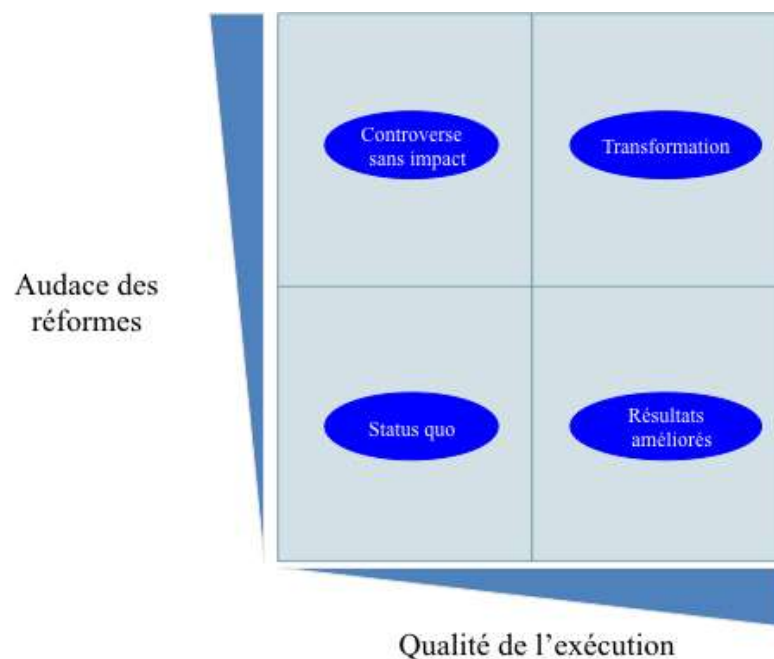 Controverse
sans impact
Transformation
Audace des
réformes
Status quo
Résultats
améliorés
Qualité de l’exécution